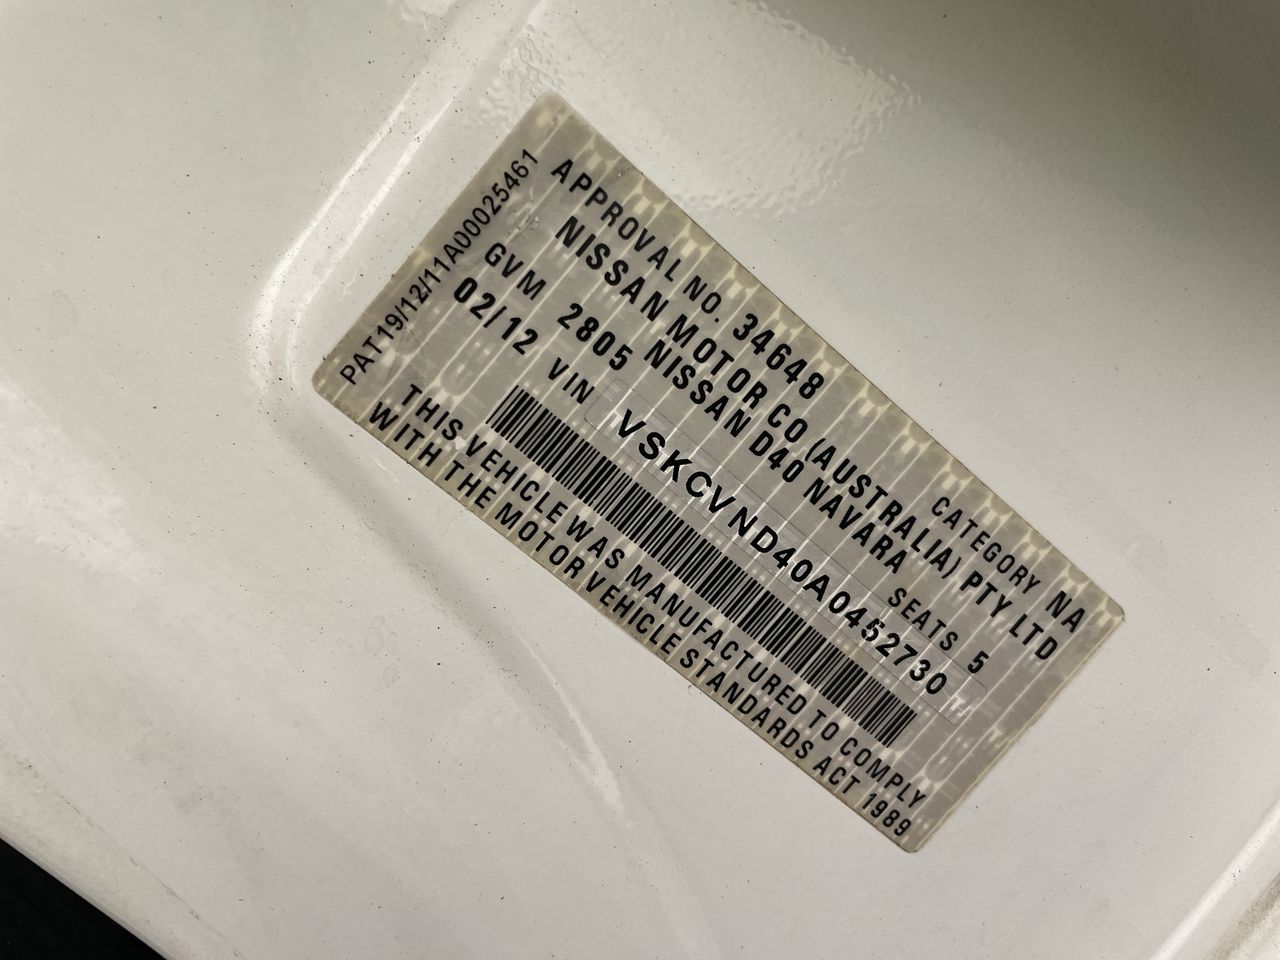 PAT19/12/11A00025461
APPROVAL NO. 34648 CATEGORY NA
NISSAN MOTOR CO (AUSTRALIA) PTY LTD
GVM 2805 NISSAN D40 NAVARA SEATS 5
02/12 VIN VSKCVND40A0452730
THIS VEHICLE WAS MANUFACTURED TO COMPLY
WITH THE MOTOR VEHICLE STANDARDS ACT 1989